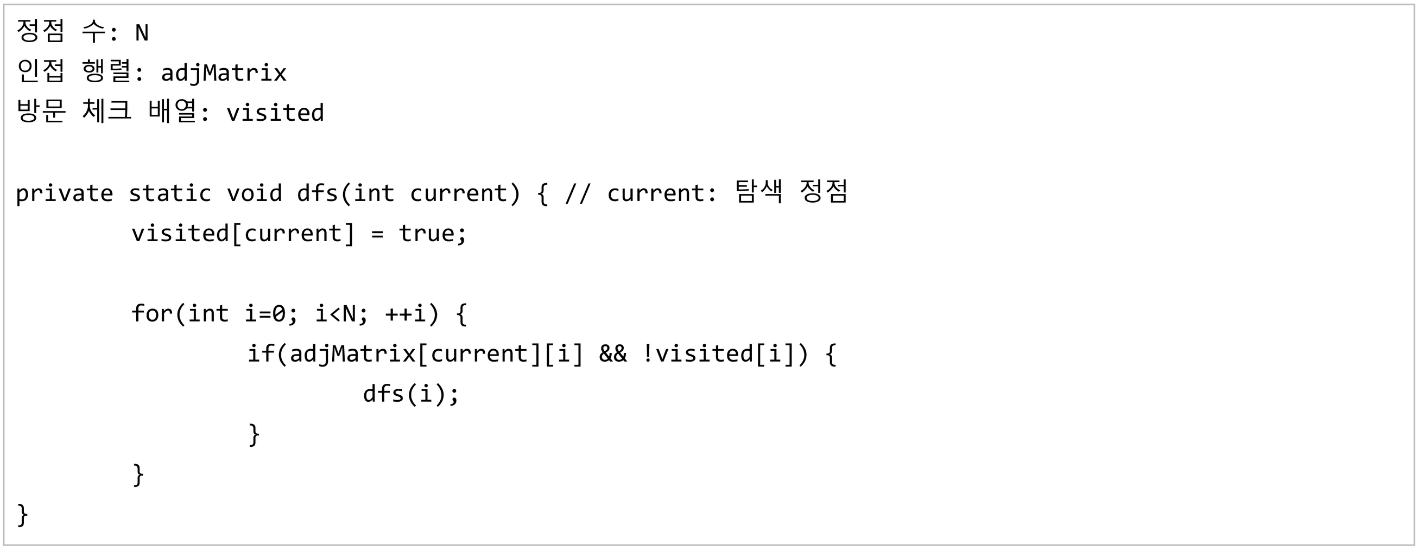 정점 수: N
인접 행렬: adjMatrix
방문 체크 배열: visited
private static void dfs(int current) { // current: 탐색 정점
visited[current] = true;
for(int i=0; i<N; ++i) {
if(adjMatrix[current][i] && !visited[i]) {
dfs(i);
}
}
}